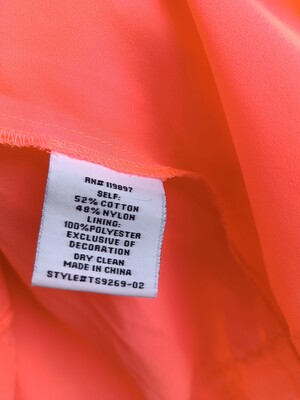 RN# 119897
SELF:
52% COTTON
48% NYLON
LINING:
100%POLYESTER
EXCLUSIVE OF
DECORATION
DRY CLEAN
MADE IN CHINA
STYLE#TS9269-02